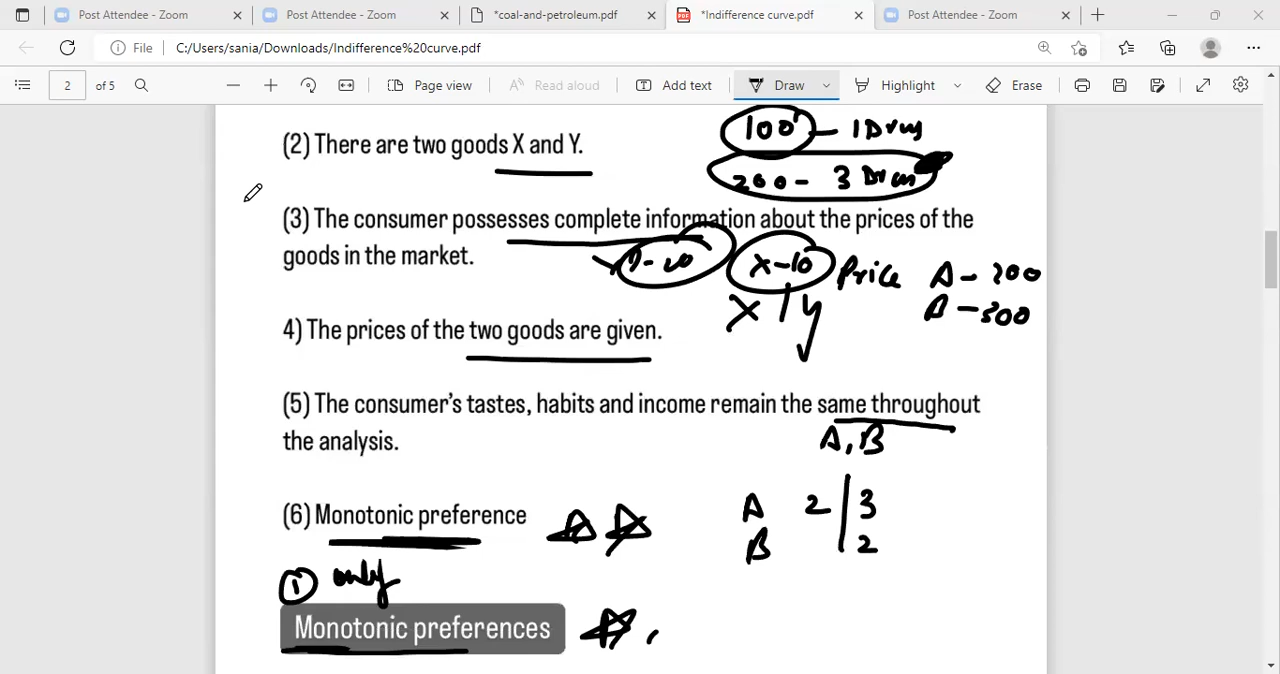 Post Attendee - Zoom
Post Attendee - Zoom
*coal-and-petroleum.pdf
*Indifference curve.pdf
Post Attendee - Zoom
File
C:/Users/sania/Downloads/Indifference%20curve.pdf
2 of 5
Page view
Read aloud
Add text
Draw
Highlight
Erase
(2) There are two goods X and Y.
100 - 1
200 - 3
(3) The consumer possesses complete information about the prices of the
goods in the market.
X-10
Price A - 200
B - 300
X / Y
4) The prices of the two goods are given.
(5) The consumer's tastes, habits and income remain the same throughout
the analysis.
A, B
(6) Monotonic preference
A 2 | 3
B 2
① only
Monotonic preferences